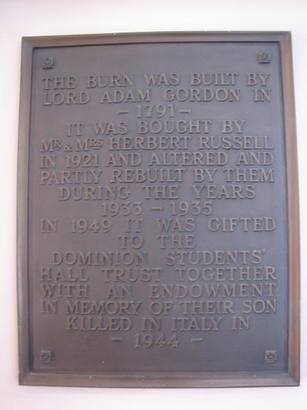 THE BURN WAS BUILT BY
LORD ADAM GORDON IN
- 1791 -
IT WAS BOUGHT BY
MR & MRS HERBERT RUSSELL
IN 1921 AND ALTERED AND
PARTLY REBUILT BY THEM
DURING THE YEARS
1933 - 1935
IN 1949 IT WAS GIFTED
TO THE
DOMINION STUDENTS'
HALL TRUST TOGETHER
WITH AN ENDOWMENT
IN MEMORY OF THEIR SON
KILLED IN ITALY IN
- 1944 -